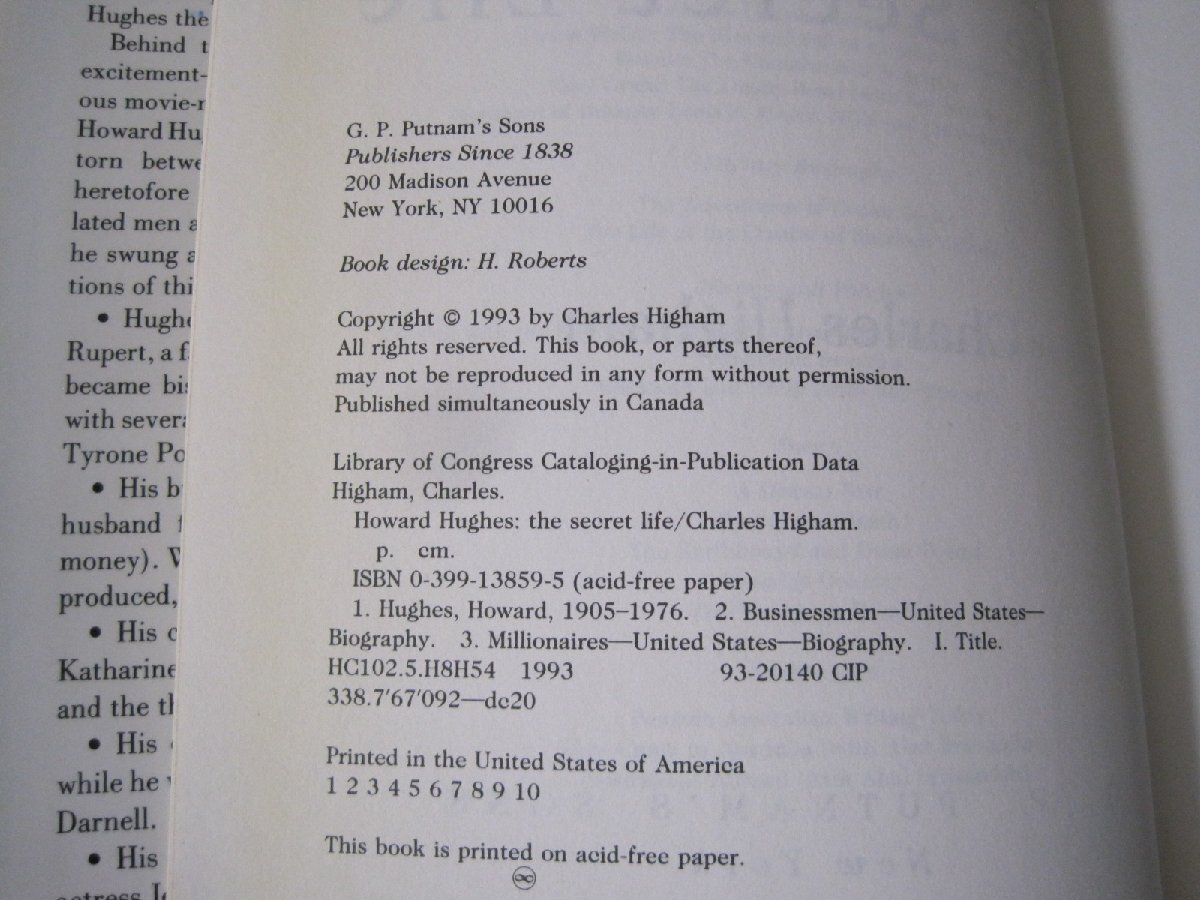 Hughes the
Behind t
excitement-
ous movie-r
Howard Hu
torn betwe
heretofore
lated men a
he swung a
tions of thi
• Hughe
Rupert, a f
became bi
with severa
Tyrone Po
• His b
husband f
money). W
produced,
• His c
Katharine
and the th
• His
while he
Darnell.
• His
G. P. Putnam's Sons
Publishers Since 1838
200 Madison Avenue
New York, NY 10016
Book design: H. Roberts
Copyright © 1993 by Charles Higham
All rights reserved. This book, or parts thereof,
may not be reproduced in any form without permission.
Published simultaneously in Canada
Library of Congress Cataloging-in-Publication Data
Higham, Charles.
Howard Hughes: the secret life/Charles Higham.
p. cm.
ISBN 0-399-13859-5 (acid-free paper)
1. Hughes, Howard, 1905–1976. 2. Businessmen—United States—
Biography. 3. Millionaires—United States—Biography. I. Title.
HC102.5.H8H54 1993 93-20140 CIP
338.7′67′092—dc20
Printed in the United States of America
1 2 3 4 5 6 7 8 9 10
This book is printed on acid-free paper.